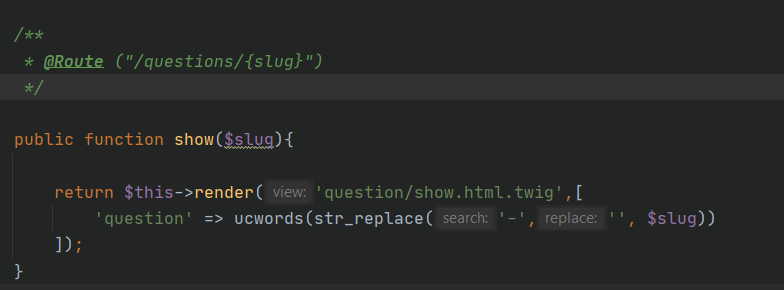 /**
* @Route ("/questions/{slug}")
*/
public function show($slug){
return $this->render( view: 'question/show.html.twig',[
'question' => ucwords(str_replace( search: '-', replace: '', $slug))
]);
}